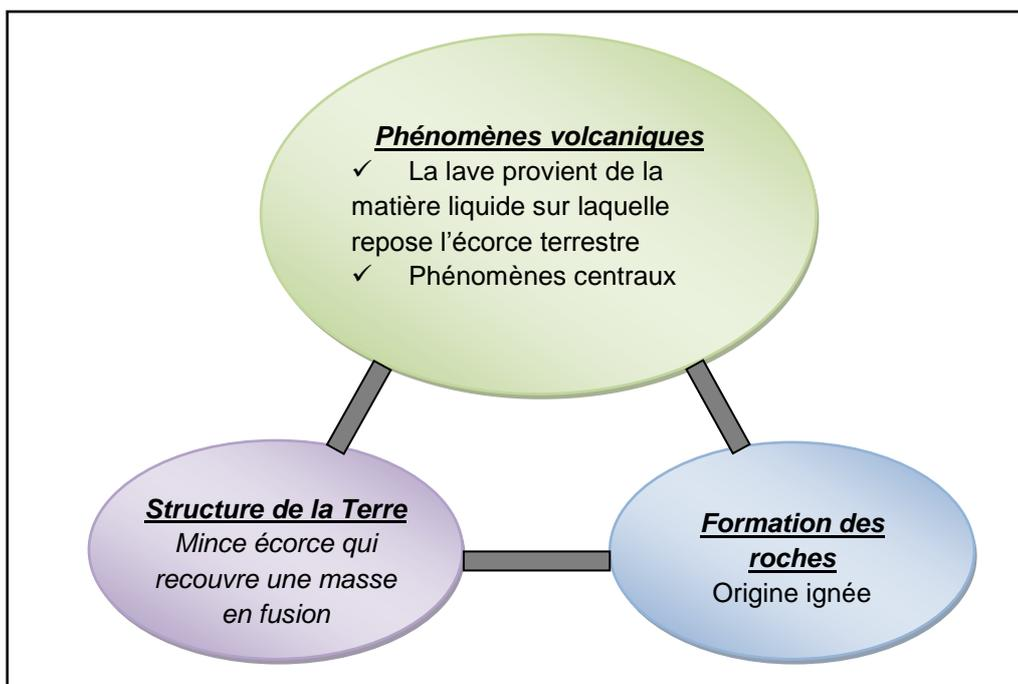 Phénomènes volcaniques
✓ La lave provient de la
matière liquide sur laquelle
repose l'écorce terrestre
✓ Phénomènes centraux
Structure de la Terre
Mince écorce qui
recouvre une masse
en fusion
Formation des
roches
Origine ignée